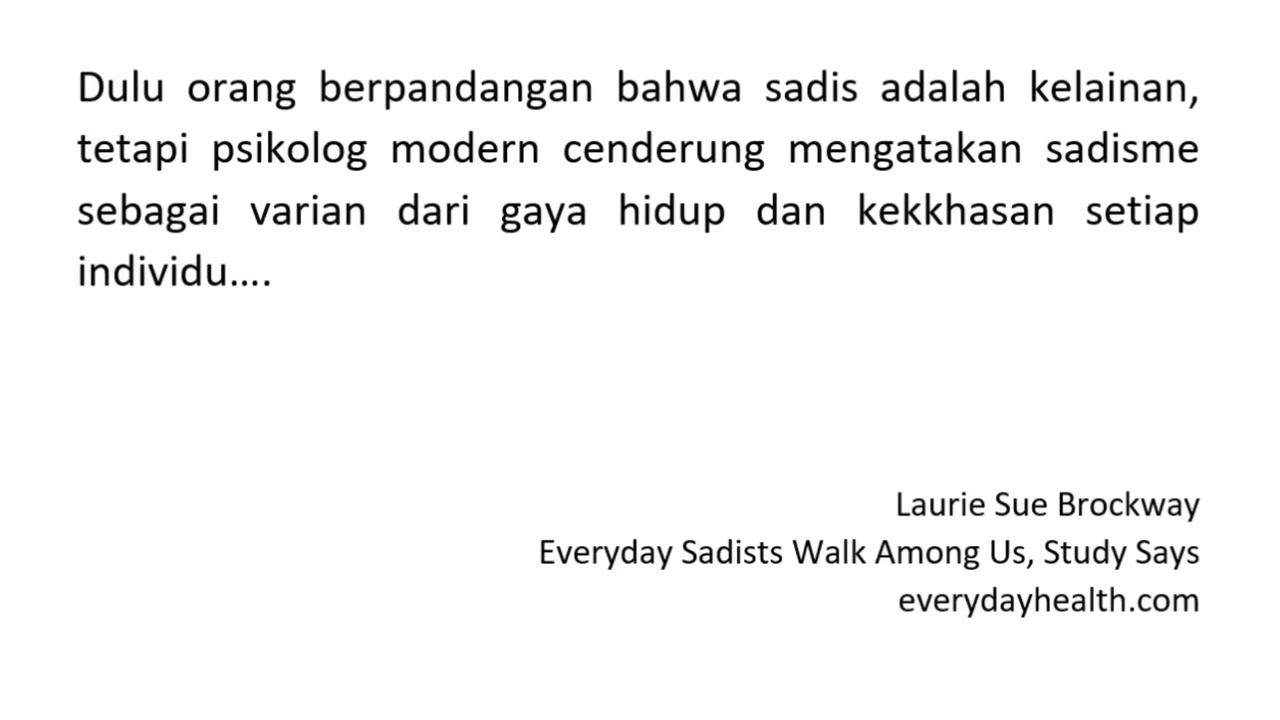 Dulu orang berpandangan bahwa sadis adalah kelainan,
tetapi psikolog modern cenderung mengatakan sadisme
sebagai varian dari gaya hidup dan kekkhasan setiap
individu....
Laurie Sue Brockway
Everyday Sadists Walk Among Us, Study Says
everydayhealth.com